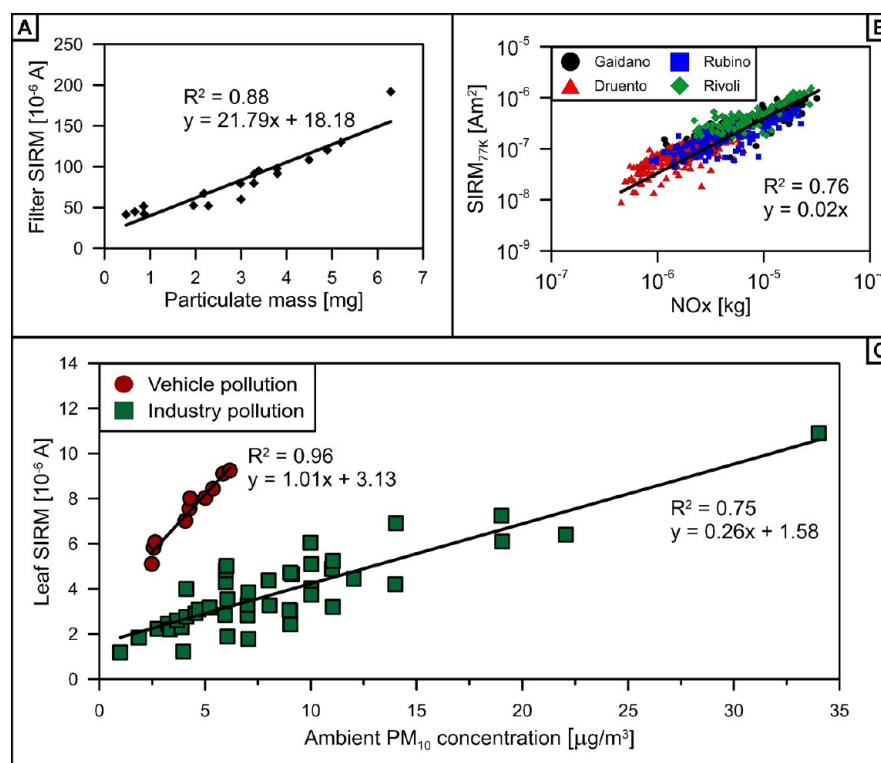 A
250
200
150
100
50
0
Filter SIRM [10⁻⁶ A]
R² = 0.88
y = 21.79x + 18.18
0 1 2 3 4 5 6 7
Particulate mass [mg]
B
10⁻⁵
10⁻⁶
10⁻⁷
10⁻⁸
10⁻⁹
SIRM₇₇K [Am²]
Gaidano Rubino
Druento Rivoli
R² = 0.76
y = 0.02x
10⁻⁷ 10⁻⁶ 10⁻⁵
NOx [kg]
C
14
12
10
8
6
4
2
0
Leaf SIRM [10⁻⁶ A]
Vehicle pollution
Industry pollution
R² = 0.96
y = 1.01x + 3.13
R² = 0.75
y = 0.26x + 1.58
0 5 10 15 20 25 30 35
Ambient PM₁₀ concentration [µg/m³]